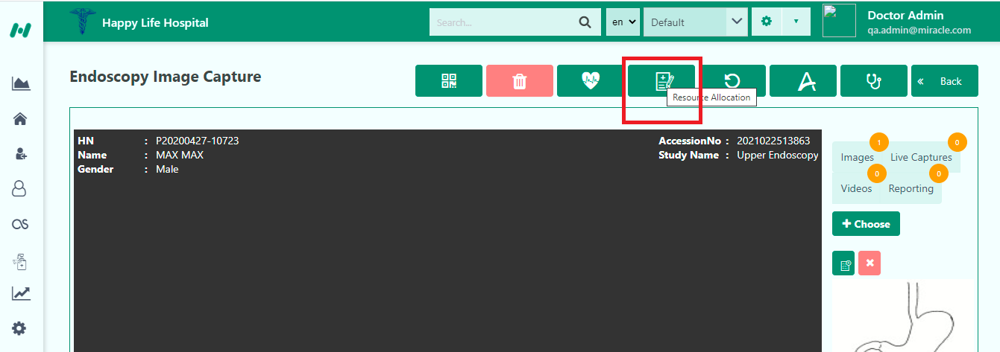 Happy Life Hospital
Search...
en
Default
Doctor Admin
qa.admin@miracle.com
Endoscopy Image Capture
« Back
Resource Allocation
HN : P20200427-10723
Name : MAX MAX
Gender : Male
AccessionNo : 2021022513863
Study Name : Upper Endoscopy
Images 1
Live Captures 0
Videos 0
Reporting 0
+ Choose